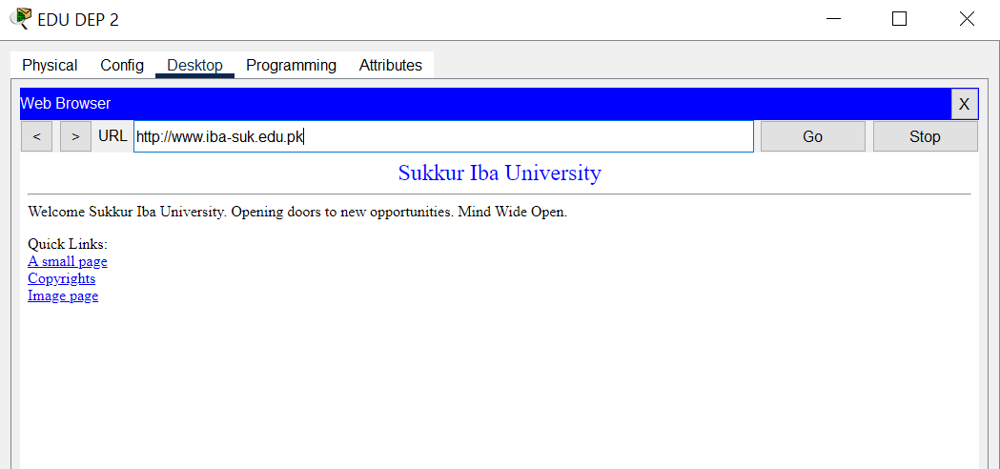 EDU DEP 2
Physical Config Desktop Programming Attributes
Web Browser X
< > URL http://www.iba-suk.edu.pk Go Stop
Sukkur Iba University
Welcome Sukkur Iba University. Opening doors to new opportunities. Mind Wide Open.
Quick Links:
A small page
Copyrights
Image page